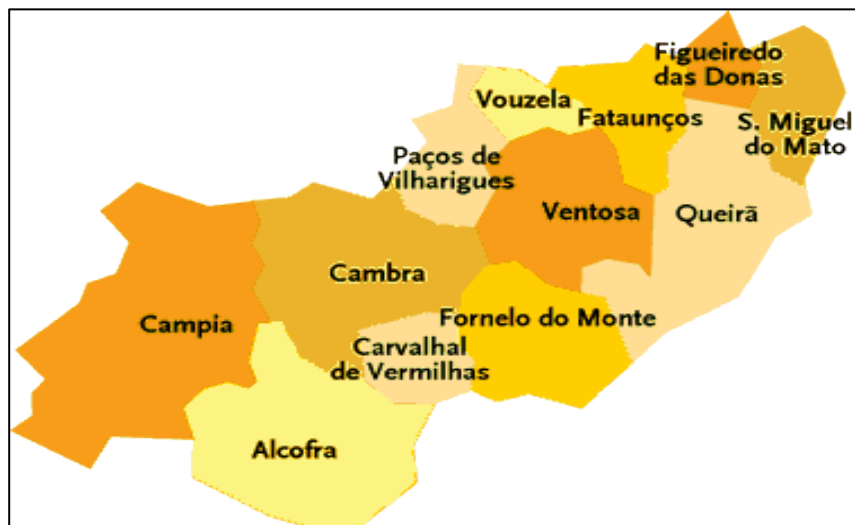 Figueiredo
das Donas
Vouzela
Fataunços
S. Miguel
do Mato
Paços de
Vilharigues
Ventosa
Queirã
Cambra
Campia
Fornelo do Monte
Carvalhal
de Vermilhas
Alcofra